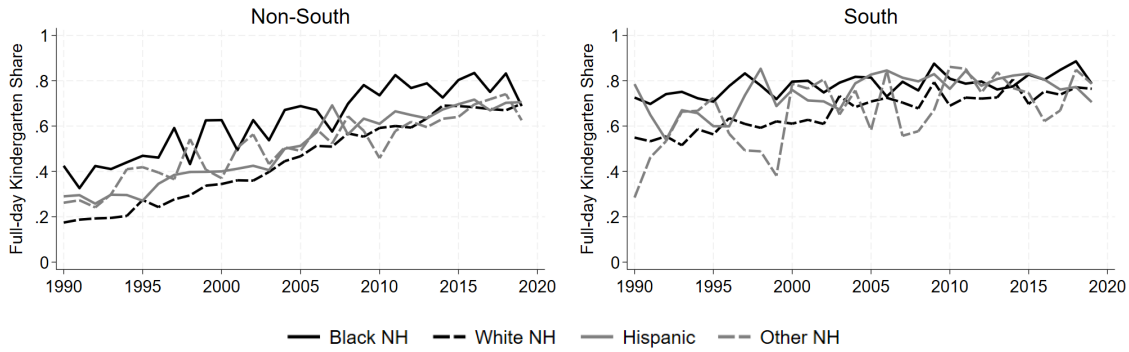 Non-South
Full-day Kindergarten Share
1
.8
.6
.4
.2
0
1990 1995 2000 2005 2010 2015 2020
South
Full-day Kindergarten Share
1
.8
.6
.4
.2
0
1990 1995 2000 2005 2010 2015 2020
Black NH White NH Hispanic Other NH